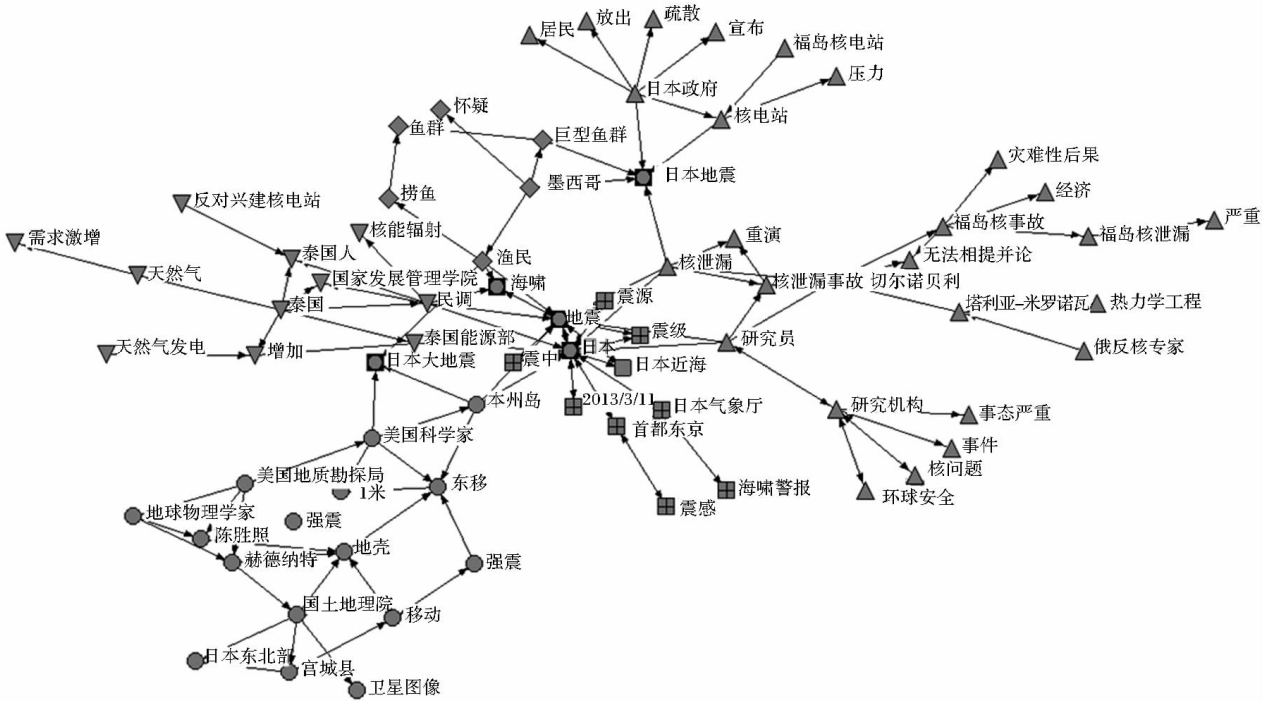 疏散
放出
宣布
居民
福岛核电站
压力
日本政府
怀疑
核电站
鱼群
巨型鱼群
灾难性后果
日本地震
墨西哥
经济
捞鱼
反对兴建核电站
严重
福岛核事故
核能辐射
重演
福岛核泄漏
需求激增
泰国人
无法相提并论
渔民
核泄漏
天然气
国家发展管理学院
海啸
核泄漏事故
切尔诺贝利
泰国
民调
震源
塔利亚-米罗诺瓦
热力学工程
地震
震级
泰国能源部
日本
研究员
天然气发电
增加
俄反核专家
日本大地震
震中
日本近海
本州岛
2013/3/11
日本气象厅
研究机构
事态严重
首都东京
美国科学家
事件
核问题
美国地质勘探局
东移
海啸警报
环球安全
1米
震感
地球物理学家
强震
陈胜照
地壳
赫德纳特
强震
国土地理院
移动
日本东北部
宫城县
卫星图像